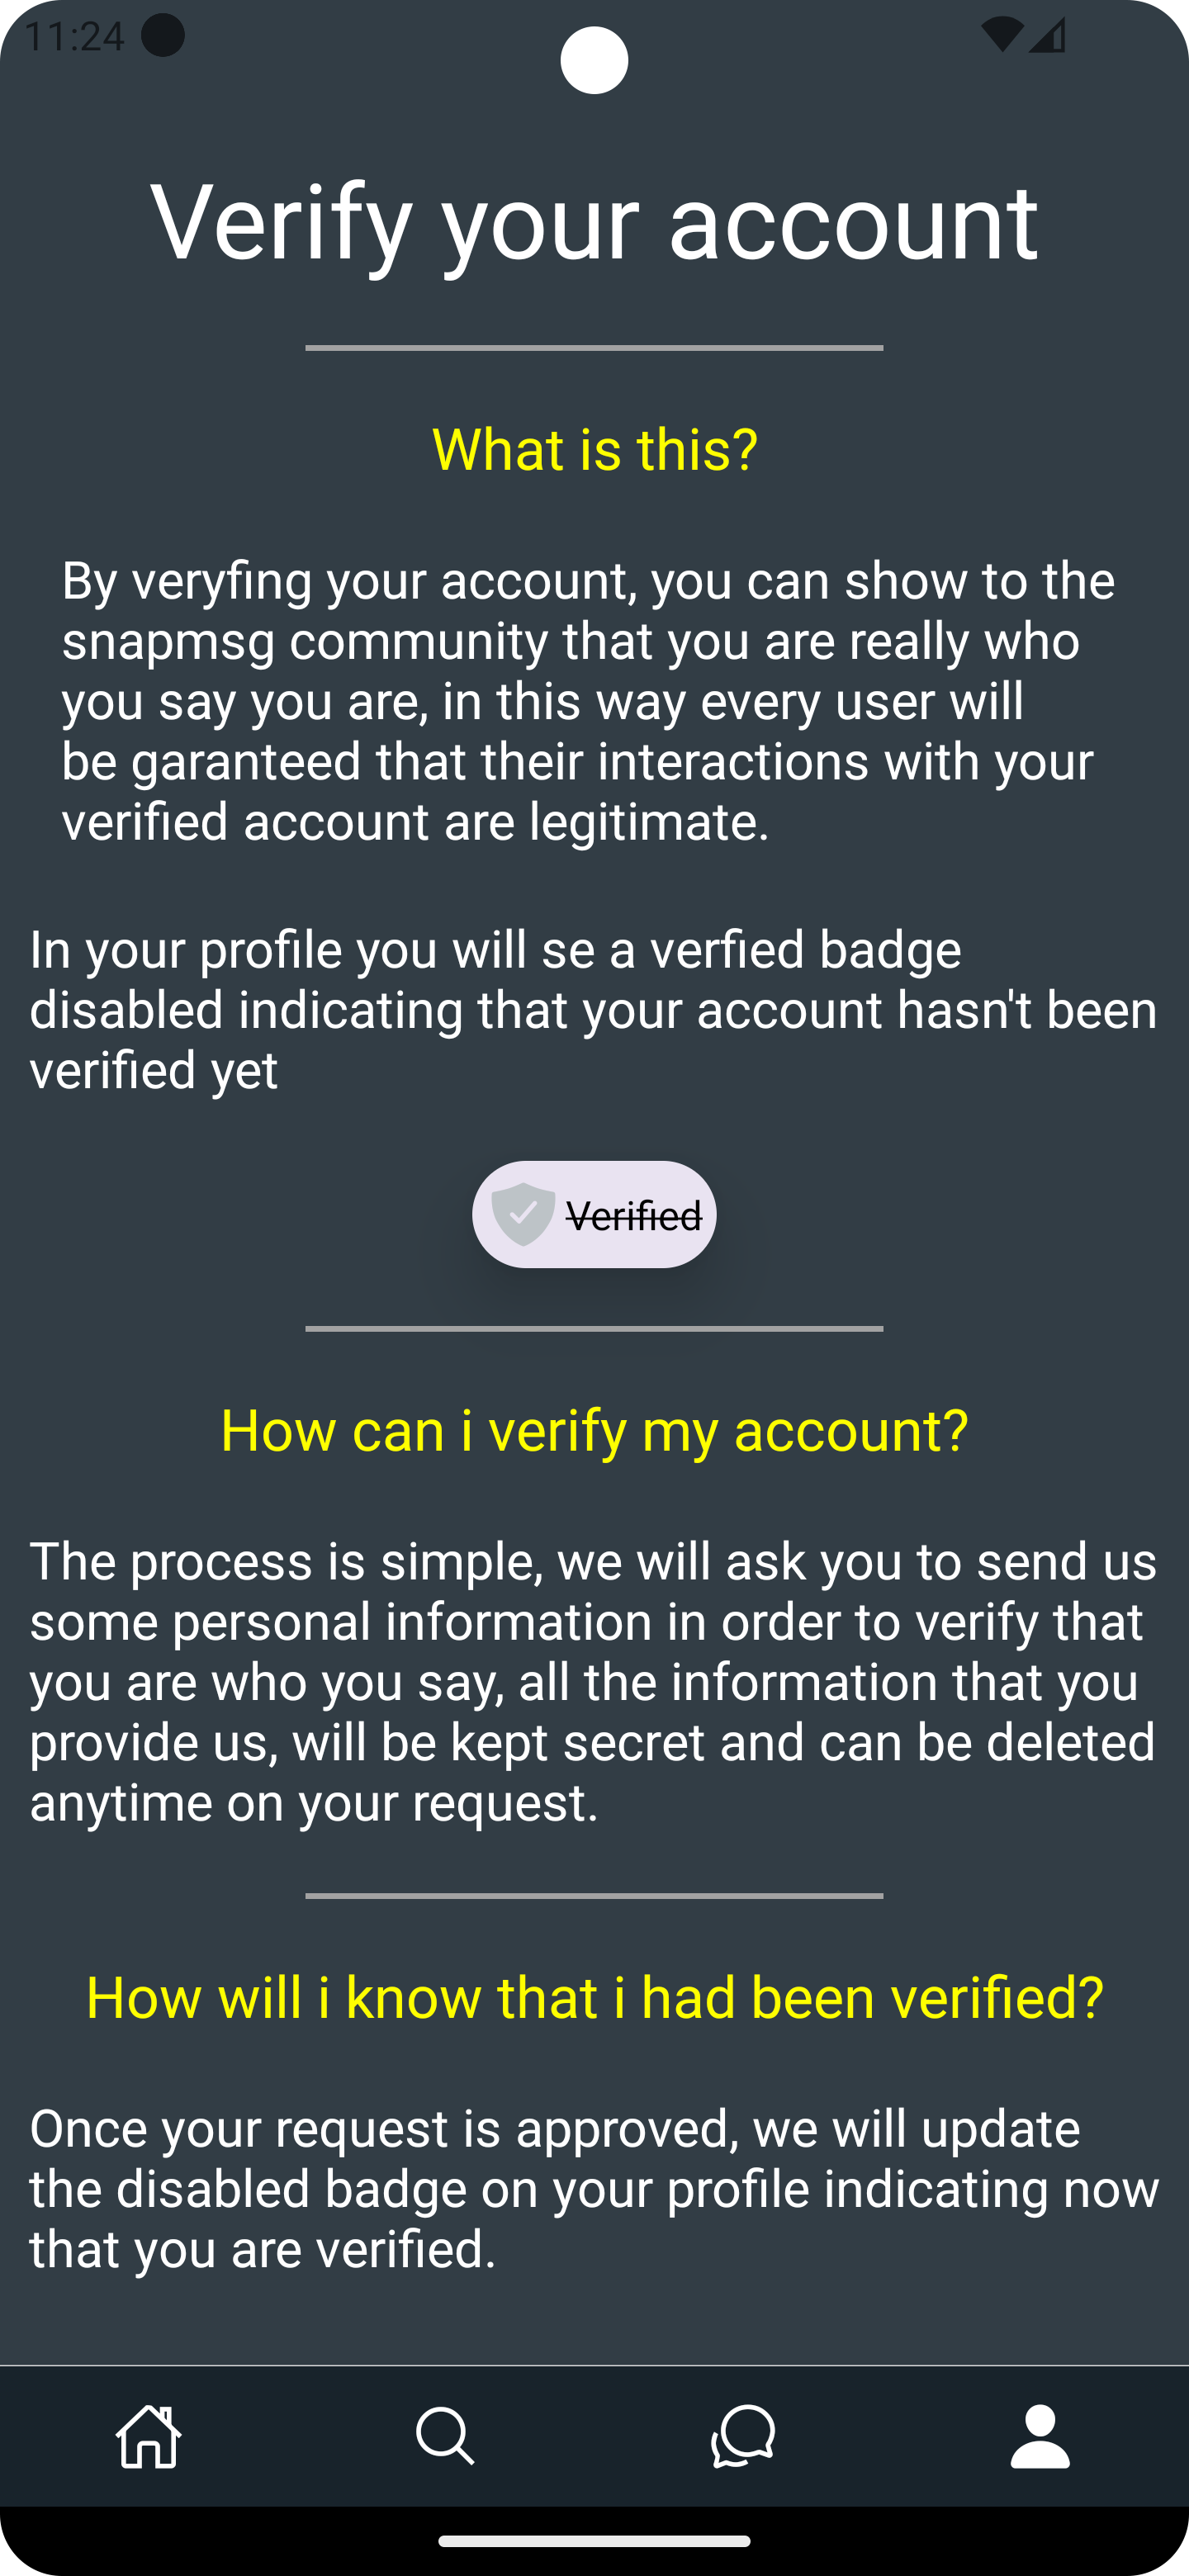 11:24
Verify your account
What is this?
By veryfing your account, you can show to the
snapmsg community that you are really who
you say you are, in this way every user will
be garanteed that their interactions with your
verified account are legitimate.
In your profile you will se a verfied badge
disabled indicating that your account hasn't been
verified yet
Verified
How can i verify my account?
The process is simple, we will ask you to send us
some personal information in order to verify that
you are who you say, all the information that you
provide us, will be kept secret and can be deleted
anytime on your request.
How will i know that i had been verified?
Once your request is approved, we will update
the disabled badge on your profile indicating now
that you are verified.